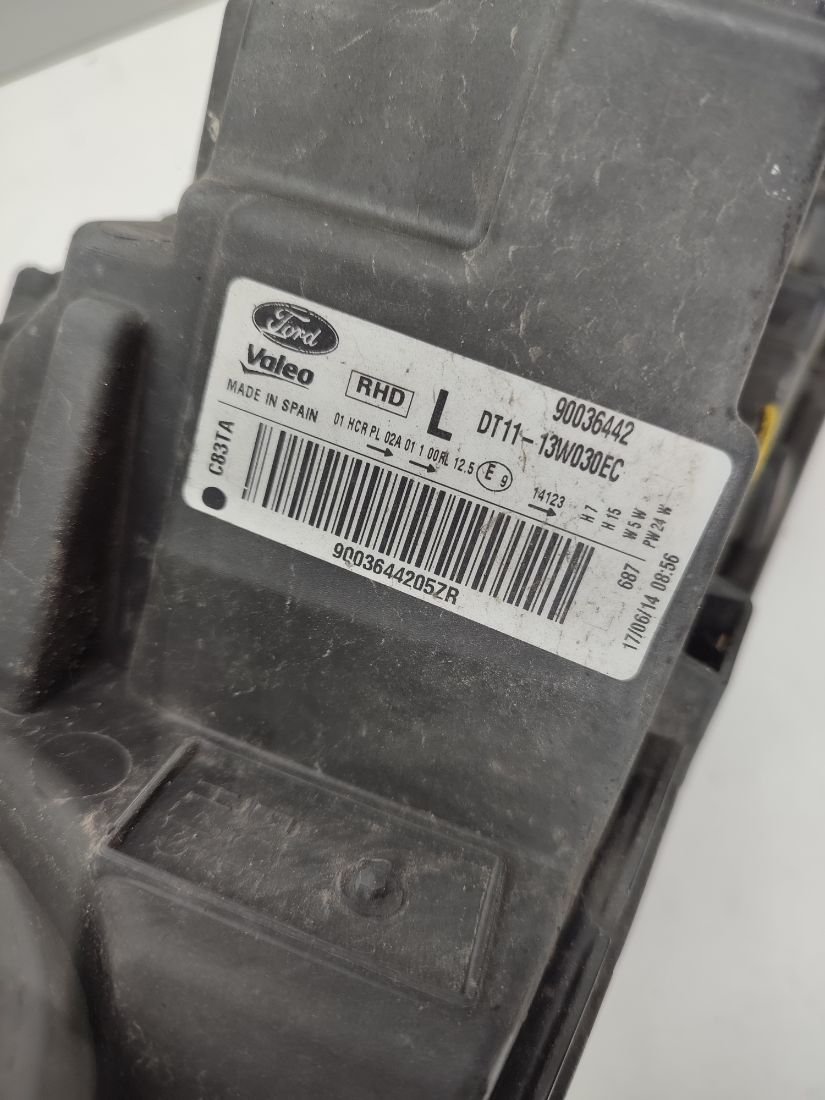 Ford
Valeo
RHD
L
90036442
DT11-13W030EC
MADE IN SPAIN
01 HCR PL 02A 01 1 00RL 12.5
E 9
14123
H7
H15
W5W
PW24W
C83TA
9003644205ZR
687
17/06/14 08:56